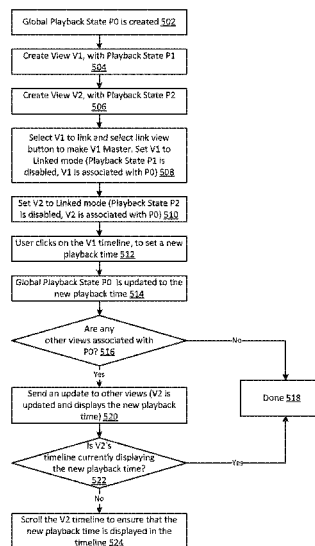 Global Playback State P0 is created 502
Create View V1, with Playback State P1
504
Create View V2, with Playback State P2
506
Select V1 to link and select link view
button to make V1 Master. Set V1 to
Linked mode (Playback State P1 is
disabled, V1 is associated with P0) 508
Set V2 to Linked mode (Playback State P2
is disabled, V2 is associated with P0) 510
User clicks on the V1 timeline, to set a new
playback time 512
Global Playback State P0 is updated to the
new playback time 514
Are any
other views associated with
P0? 516
No
Yes
Send an update to other views (V2 is
updated and displays the new playback
time) 520
Done 518
Is V2's
timeline currently displaying
the new playback time?
522
Yes
No
Scroll the V2 timeline to ensure that the
new playback time is displayed in the
timeline 524